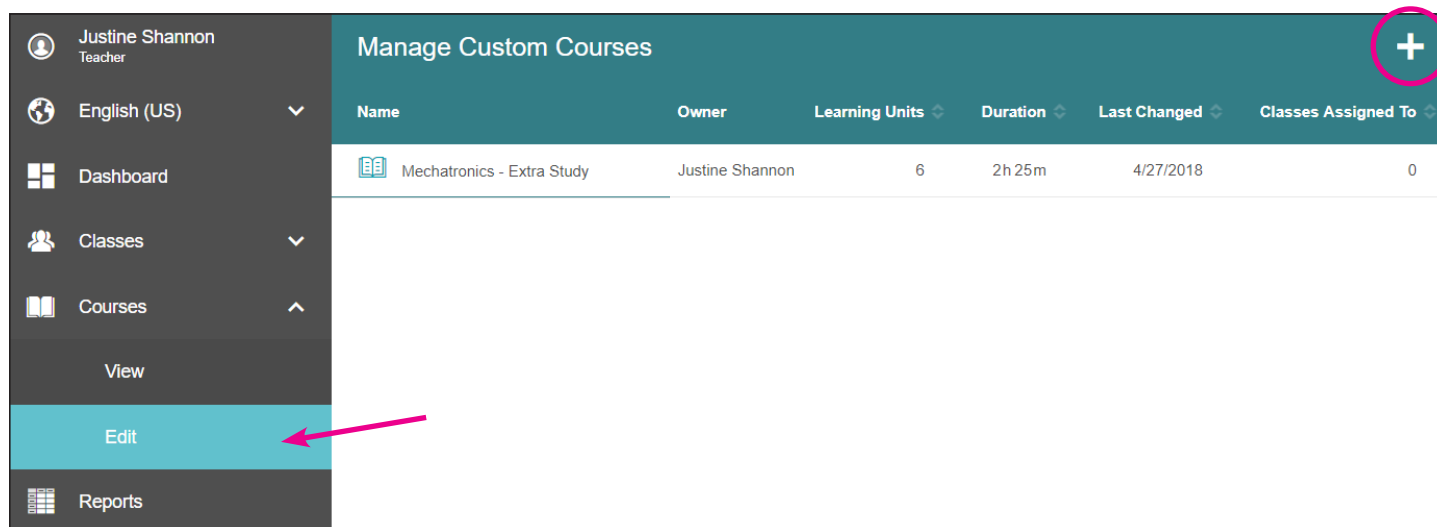 Justine Shannon
Teacher
English (US)
Dashboard
Classes
Courses
View
Edit
Reports
Manage Custom Courses
Name Owner Learning Units Duration Last Changed Classes Assigned To
Mechatronics - Extra Study Justine Shannon 6 2h 25m 4/27/2018 0